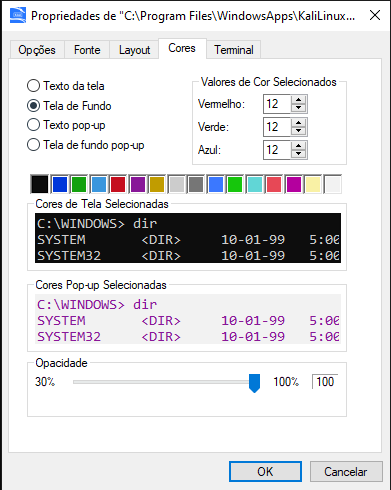 Propriedades de "C:\Program Files\WindowsApps\KaliLinux...
Opções Fonte Layout Cores Terminal
Texto da tela
Tela de Fundo
Texto pop-up
Tela de fundo pop-up
Valores de Cor Selecionados
Vermelho: 12
Verde: 12
Azul: 12
Cores de Tela Selecionadas
C:\WINDOWS> dir
SYSTEM <DIR> 10-01-99 5:00
SYSTEM32 <DIR> 10-01-99 5:00
Cores Pop-up Selecionadas
C:\WINDOWS> dir
SYSTEM <DIR> 10-01-99 5:00
SYSTEM32 <DIR> 10-01-99 5:00
Opacidade
30% 100% 100
OK Cancelar